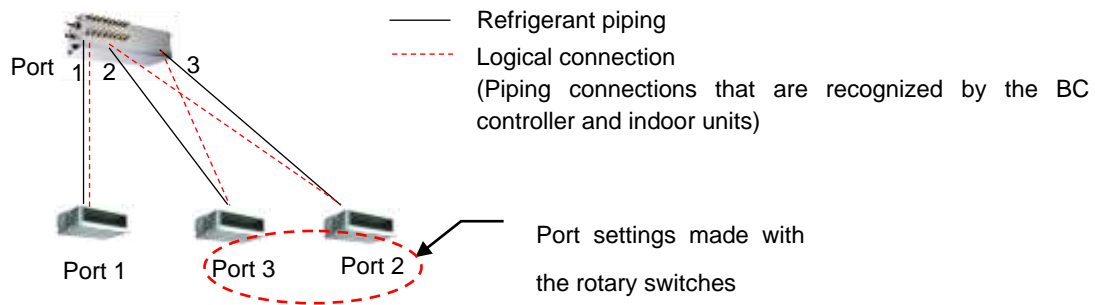 Refrigerant piping
Logical connection
(Piping connections that are recognized by the BC
controller and indoor units)
Port
1
2
3
Port 1
Port 3
Port 2
Port settings made with
the rotary switches